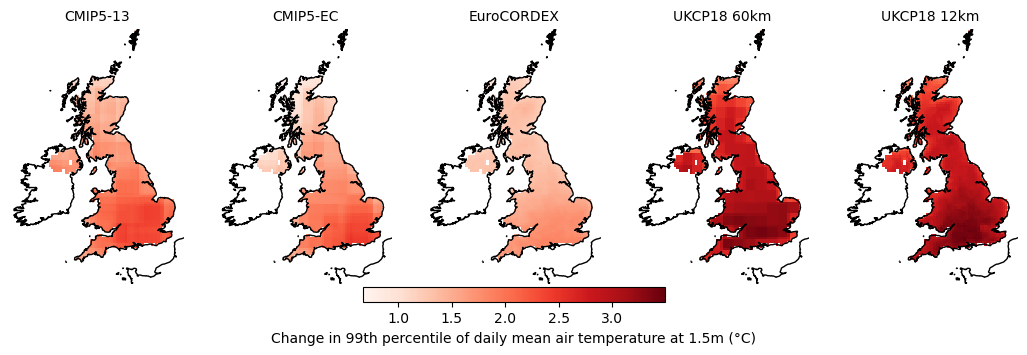 CMIP5-13
CMIP5-EC
EuroCORDEX
UKCP18 60km
UKCP18 12km
1.0
1.5
2.0
2.5
3.0
Change in 99th percentile of daily mean air temperature at 1.5m (°C)